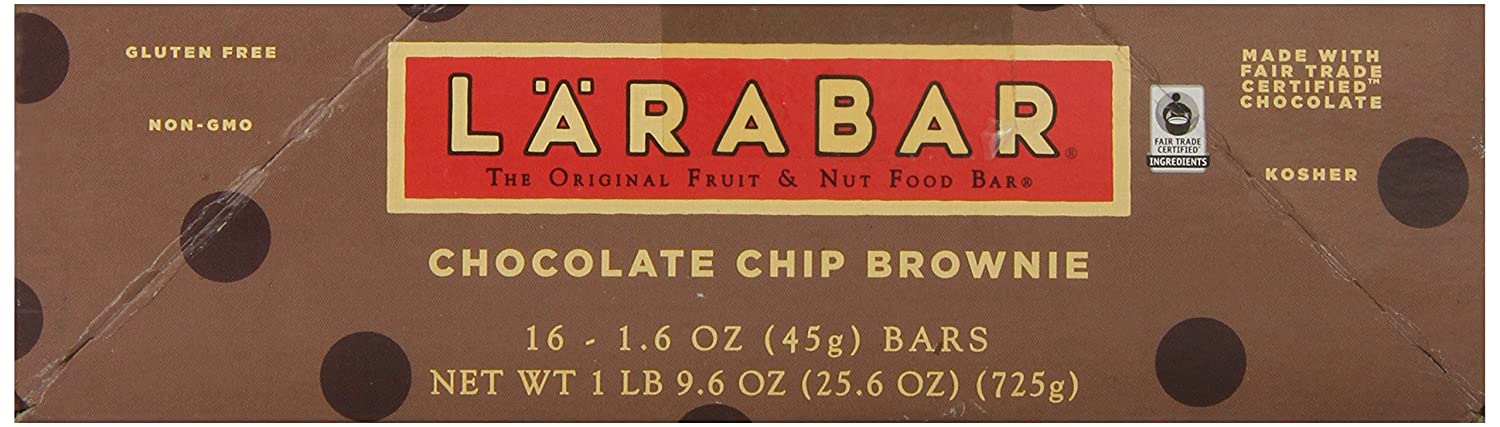 GLUTEN FREE
NON-GMO
LÄRABAR®
THE ORIGINAL FRUIT & NUT FOOD BAR®
CHOCOLATE CHIP BROWNIE
16 - 1.6 OZ (45g) BARS
NET WT 1 LB 9.6 OZ (25.6 OZ) (725g)
FAIR TRADE
CERTIFIED™
INGREDIENTS
MADE WITH
FAIR TRADE
CERTIFIED™
CHOCOLATE
KOSHER